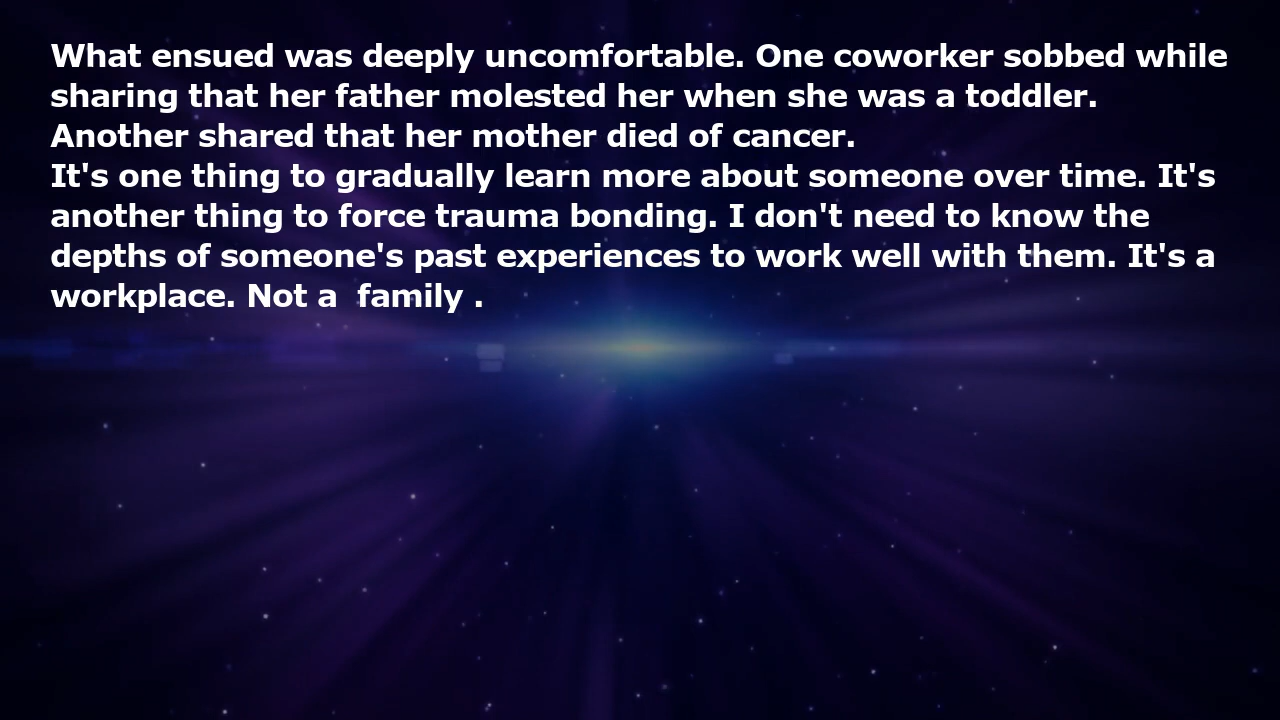 What ensued was deeply uncomfortable. One coworker sobbed while
sharing that her father molested her when she was a toddler.
Another shared that her mother died of cancer.
It's one thing to gradually learn more about someone over time. It's
another thing to force trauma bonding. I don't need to know the
depths of someone's past experiences to work well with them. It's a
workplace. Not a  family .